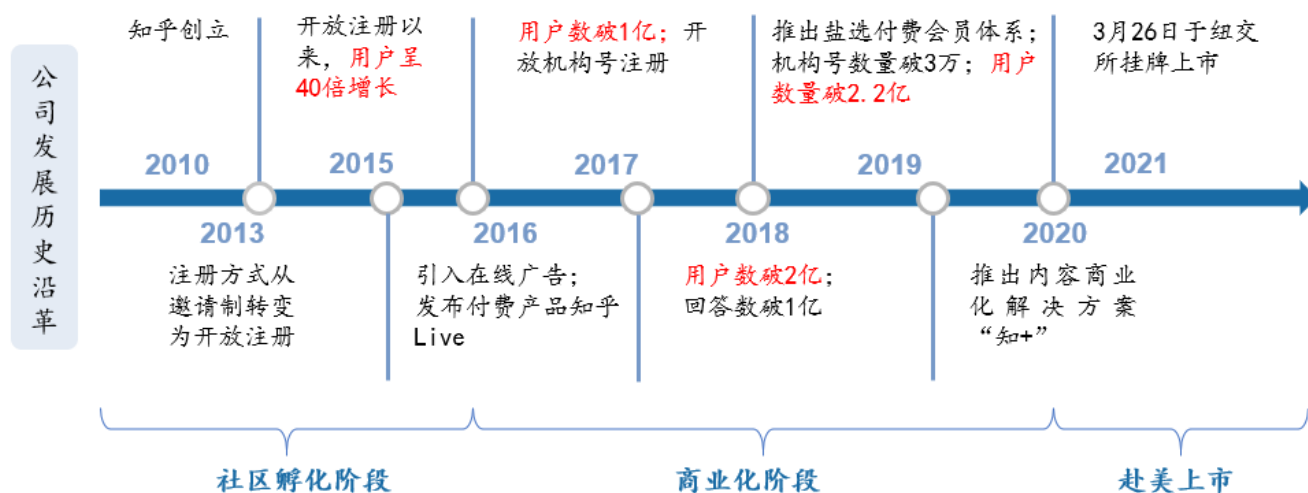 公司发展历史沿革
知乎创立
开放注册以
来，用户呈
40倍增长
用户数破1亿；开
放机构号注册
推出盐选付费会员体系；
机构号数量破3万；用户
数量破2.2亿
3月26日于纽交
所挂牌上市
2010
2015
2017
2019
2021
2013
2016
2018
2020
注册方式从
邀请制转变
为开放注册
引入在线广告；
发布付费产品知乎
Live
用户数破2亿；
回答数破1亿
推出内容商业
化解决方案
“知+”
社区孵化阶段
商业化阶段
赴美上市